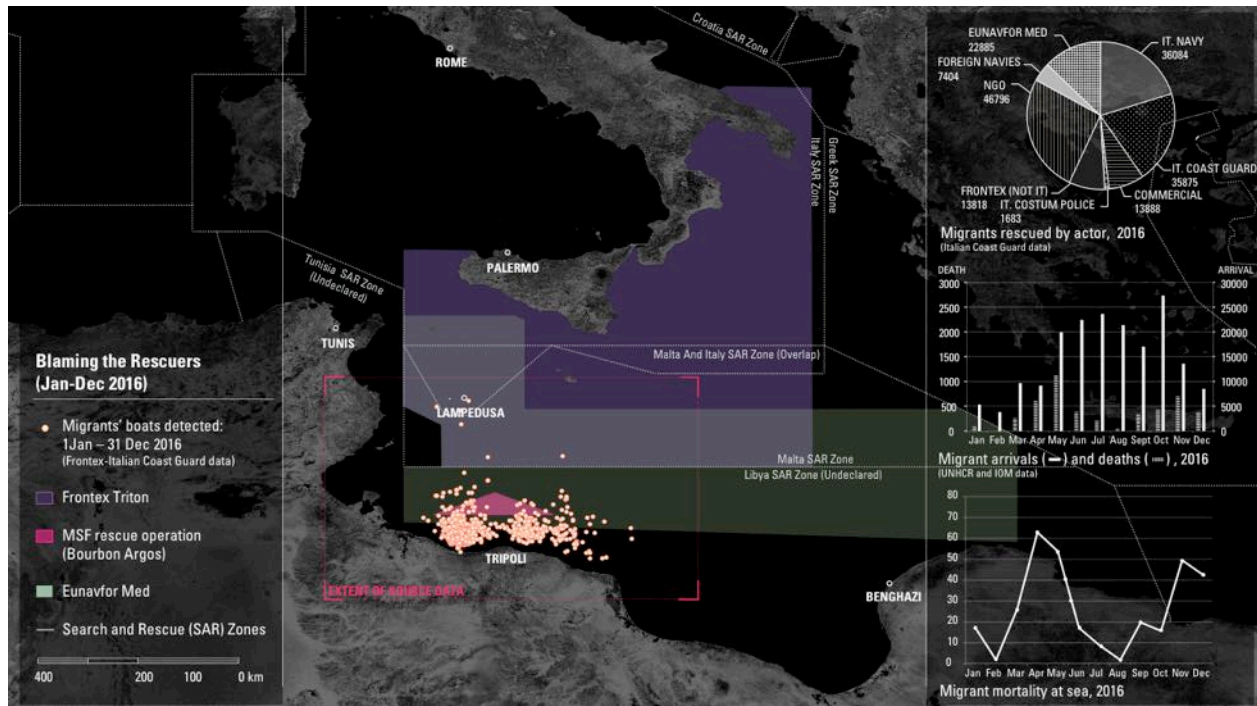 Blaming the Rescuers
(Jan-Dec 2016)
Migrants' boats detected:
1Jan – 31 Dec 2016
(Frontex-Italian Coast Guard data)
Frontex Triton
MSF rescue operation
(Bourbon Argos)
Eunavfor Med
Search and Rescue (SAR) Zones
400 200 0 km
ROME
Croatia SAR Zone
Italy SAR Zone
Greek SAR Zone
PALERMO
Tunisia SAR Zone
(Undeclared)
TUNIS
Malta And Italy SAR Zone (Overlap)
LAMPEDUSA
Malta SAR Zone
Libya SAR Zone (Undeclared)
TRIPOLI
EXTENT OF SOURCE DATA
BENGHAZI
EUNAVFOR MED
22885
IT. NAVY
36084
FOREIGN NAVIES
7404
NGO
46796
IT. COAST GUARD
35875
FRONTEX (NOT IT)
13818
COMMERCIAL
13888
IT. COSTUM POLICE
1683
Migrants rescued by actor, 2016
(Italian Coast Guard data)
DEATH ARRIVAL
3000 30000
2500 25000
2000 20000
1500 15000
1000 10000
500 5000
0 0
Jan Feb Mar Apr May Jun Jul Aug Sept Oct Nov Dec
Migrant arrivals ( ) and deaths ( ) , 2016
(UNHCR and IOM data)
80
70
60
50
40
30
20
10
0
Jan Feb Mar Apr May Jun Jul Aug Sep Oct Nov Dec
Migrant mortality at sea, 2016